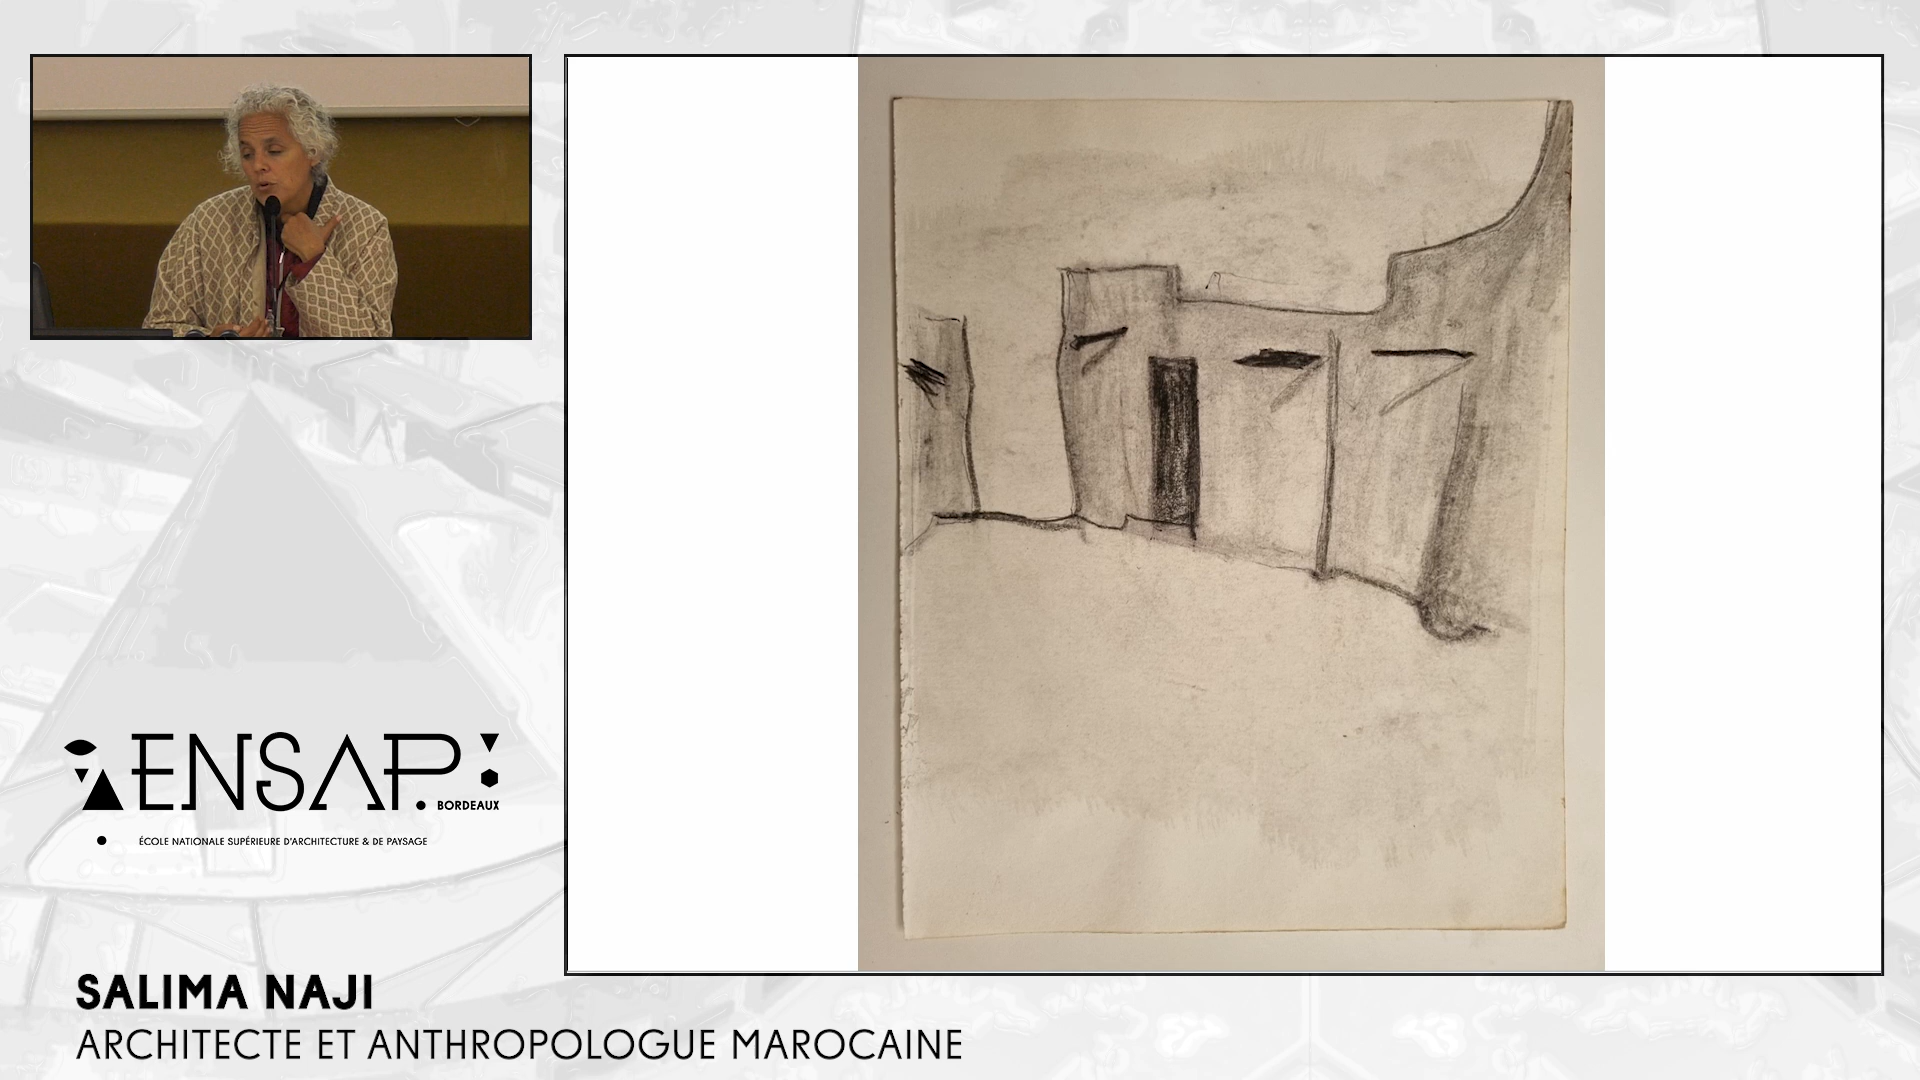 ENSAP.
BORDEAUX
ÉCOLE NATIONALE SUPÉRIEURE D'ARCHITECTURE & DE PAYSAGE
SALIMA NAJI
ARCHITECTE ET ANTHROPOLOGUE MAROCAINE